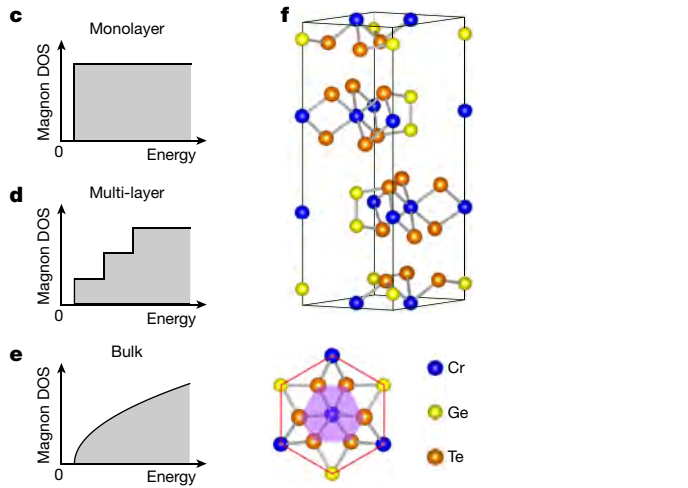 c
Monolayer
Magnon DOS
0
Energy
d
Multi-layer
Magnon DOS
0
Energy
e
Bulk
Magnon DOS
0
Energy
f
Cr
Ge
Te